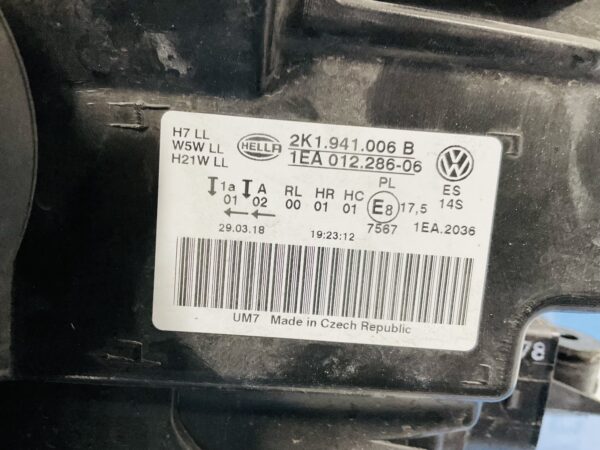 H7 LL
W5W LL
H21W LL
HELLA
2K1.941.006 B
1EA 012.286-06
PL
ES
14S
1a A RL HR HC E8 17,5
01 02 00 01 01
7567 1EA.2036
29.03.18 19:23:12
UM7 Made in Czech Republic
78